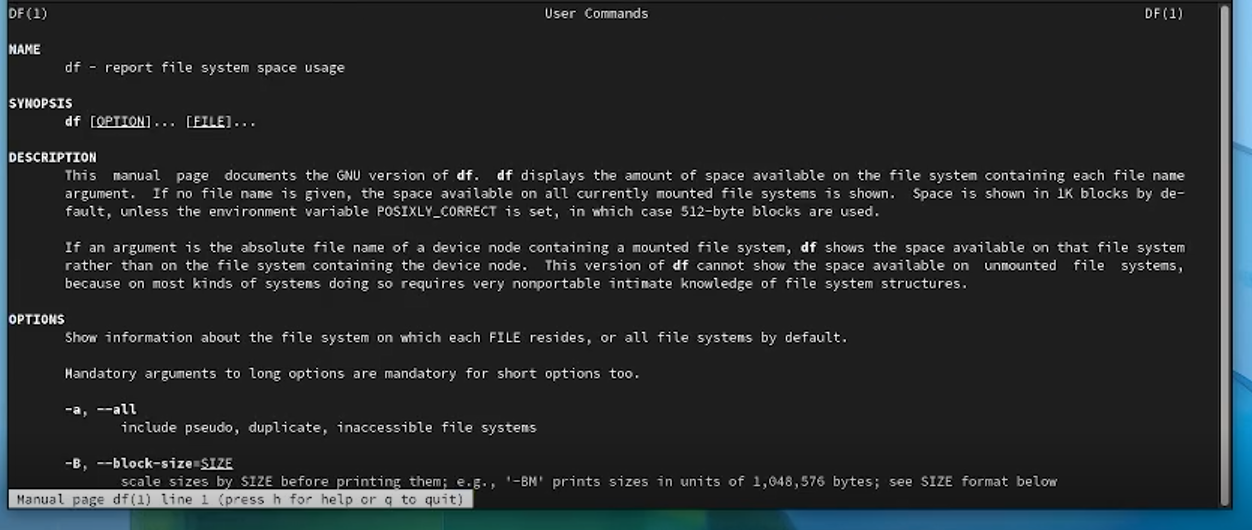 DF(1) User Commands DF(1)
NAME
df - report file system space usage
SYNOPSIS
df [OPTION]... [FILE]...
DESCRIPTION
This manual page documents the GNU version of df. df displays the amount of space available on the file system containing each file name
argument. If no file name is given, the space available on all currently mounted file systems is shown. Space is shown in 1K blocks by de-
fault, unless the environment variable POSIXLY_CORRECT is set, in which case 512-byte blocks are used.
If an argument is the absolute file name of a device node containing a mounted file system, df shows the space available on that file system
rather than on the file system containing the device node. This version of df cannot show the space available on unmounted file systems,
because on most kinds of systems doing so requires very nonportable intimate knowledge of file system structures.
OPTIONS
Show information about the file system on which each FILE resides, or all file systems by default.
Mandatory arguments to long options are mandatory for short options too.
-a, --all
include pseudo, duplicate, inaccessible file systems
-B, --block-size=SIZE
scale sizes by SIZE before printing them; e.g., '-BM' prints sizes in units of 1,048,576 bytes; see SIZE format below
Manual page df(1) line 1 (press h for help or q to quit)